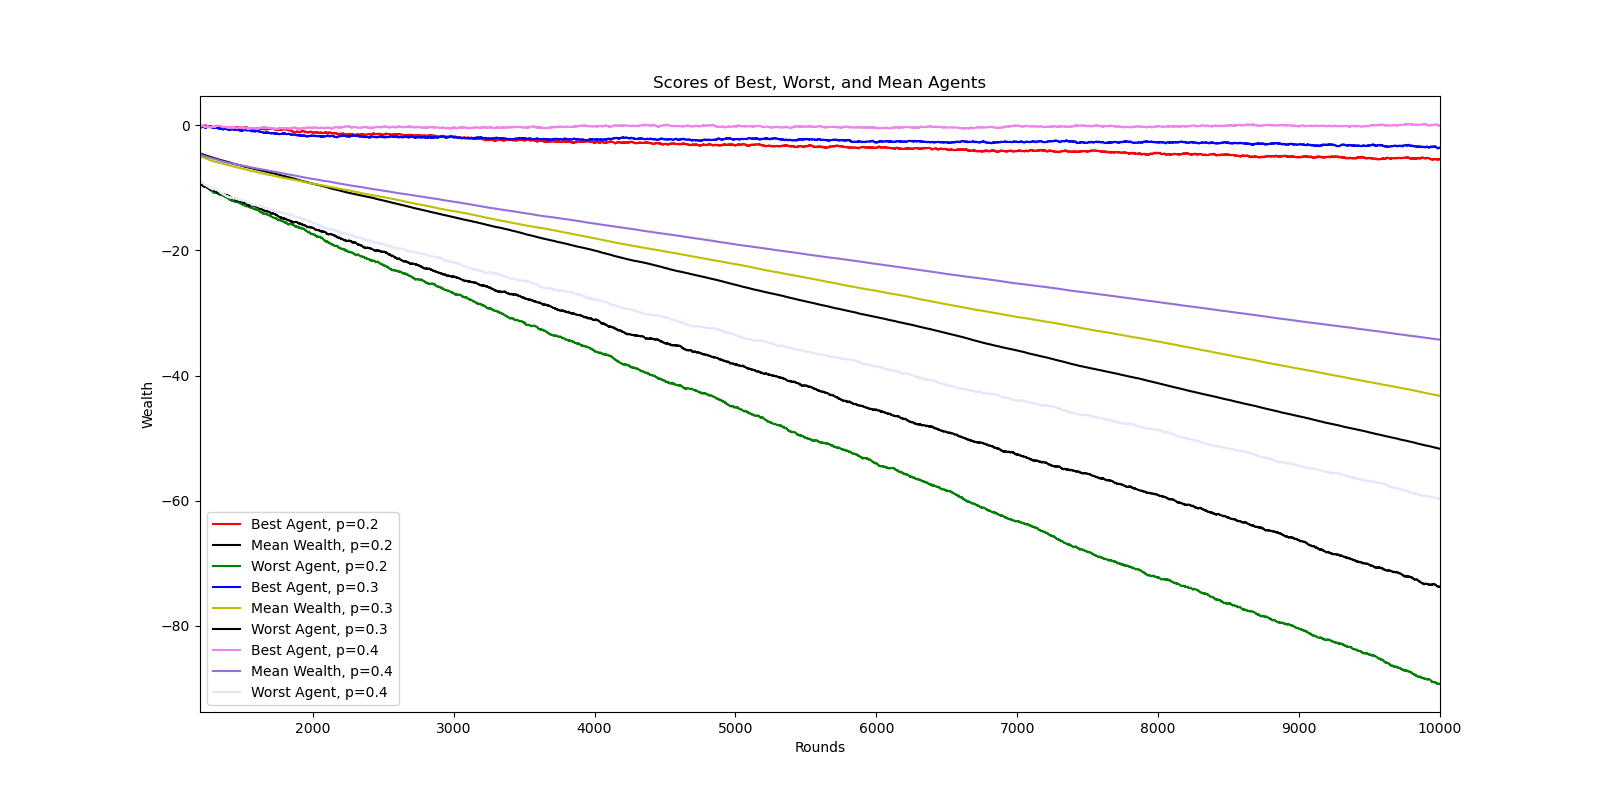 Scores of Best, Worst, and Mean Agents
0
−20
−40
−60
−80
Wealth
Best Agent, p=0.2
Mean Wealth, p=0.2
Worst Agent, p=0.2
Best Agent, p=0.3
Mean Wealth, p=0.3
Worst Agent, p=0.3
Best Agent, p=0.4
Mean Wealth, p=0.4
Worst Agent, p=0.4
2000 3000 4000 5000 6000 7000 8000 9000 10000
Rounds